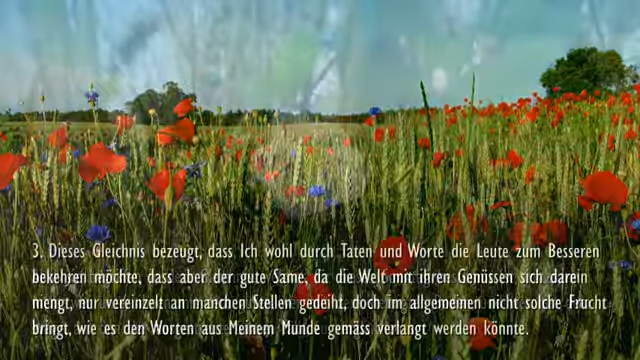 3. Dieses Gleichnis bezeugt, dass Ich wohl durch Taten und Worte die Leute zum Besseren
bekehren möchte, dass aber der gute Same, da die Welt mit ihren Genüssen sich darein
mengt, nur vereinzelt an manchen Stellen gedeiht, doch im allgemeinen nicht solche Frucht
bringt, wie es den Worten aus Meinem Munde gemäss verlangt werden könnte.